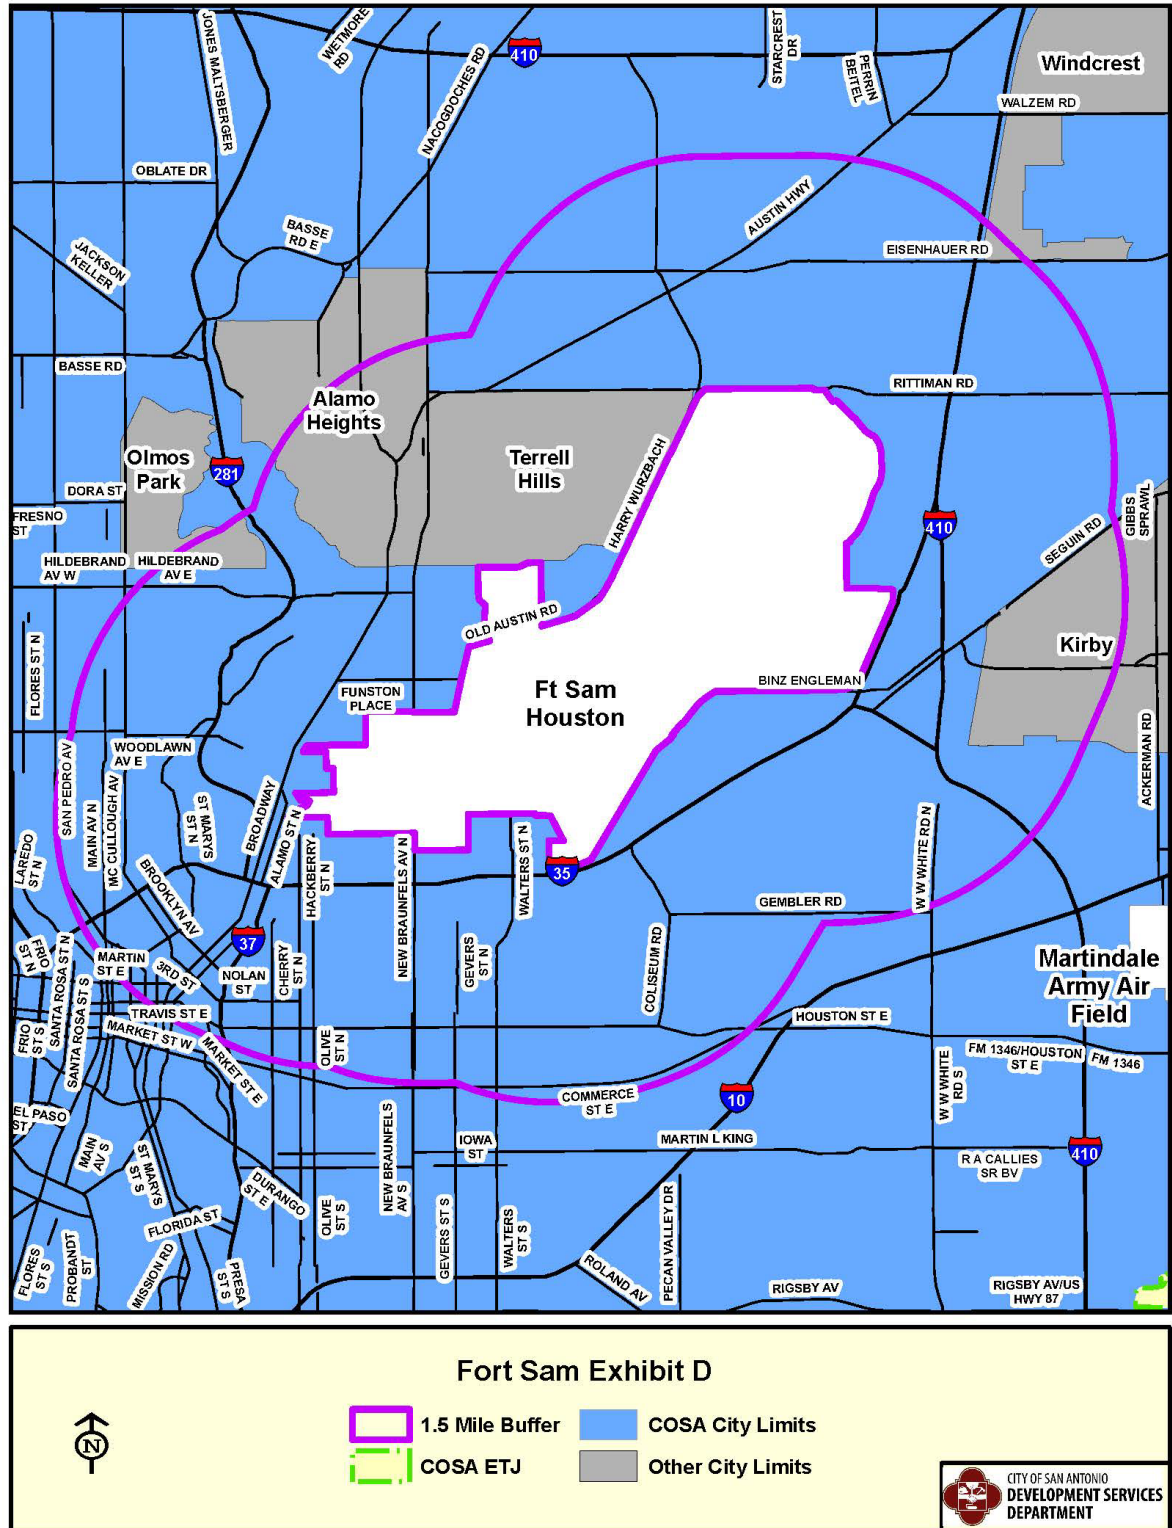 JONES MALTSBERGER
WETMORE
RD
NACOGDOCHES RD
410
STARCREST
DR
PERRIN
BEITEL
Windcrest
WALZEM RD
OBLATE DR
BASSE
RD E
AUSTIN HWY
JACKSON
KELLER
EISENHAUER RD
BASSE RD
Alamo
Heights
RITTIMAN RD
Olmos
Park
281
Terrell
Hills
HARRY WURZBACH
DORA ST
FRESNO
ST
410
SEGUIN RD
GIBBS
SPRAWL
HILDEBRAND
AV W
HILDEBRAND
AV E
OLD AUSTIN RD
Kirby
FLORES ST N
FUNSTON
PLACE
Ft Sam
Houston
BINZ ENGLEMAN
WOODLAWN
AV E
SAN PEDRO AV
MAIN AV N
MC CULLOUGH AV
ST MARYS
ST N
BROADWAY
ALAMO ST N
ACKERMAN RD
LAREDO
ST N
BROOKLYN AV
HACKBERRY
ST N
NEW BRAUNFELS AV N
WALTERS ST N
35
W W WHITE RD N
GEMBLER RD
FRIO
ST N
SANTA ROSA ST N
MARTIN
ST E
3RD ST
37
NOLAN
ST
CHERRY
ST N
GEVERS
ST N
COLISEUM RD
Martindale
Army Air
Field
FRIO
ST S
SANTA ROSA ST S
TRAVIS ST E
MARKET ST W
MARKET ST E
OLIVE
ST N
HOUSTON ST E
FM 1346/HOUSTON
ST E
FM 1346
COMMERCE
ST E
10
W W WHITE
RD S
EL PASO
ST
MAIN
AV S
ST MARYS
ST S
IOWA
ST
MARTIN L KING
410
R A CALLIES
SR BV
DURANGO
ST E
NEW BRAUNFELS
AV S
OLIVE
ST S
GEVERS ST S
WALTERS
ST S
PECAN VALLEY DR
FLORIDA ST
FLORES
ST S
PROBANDT
ST
MISSION RD
PRESA
ST S
ROLAND AV
RIGSBY AV
RIGSBY AV/US
HWY 87
Fort Sam Exhibit D
N
1.5 Mile Buffer
COSA City Limits
COSA ETJ
Other City Limits
CITY OF SAN ANTONIO
DEVELOPMENT SERVICES
DEPARTMENT